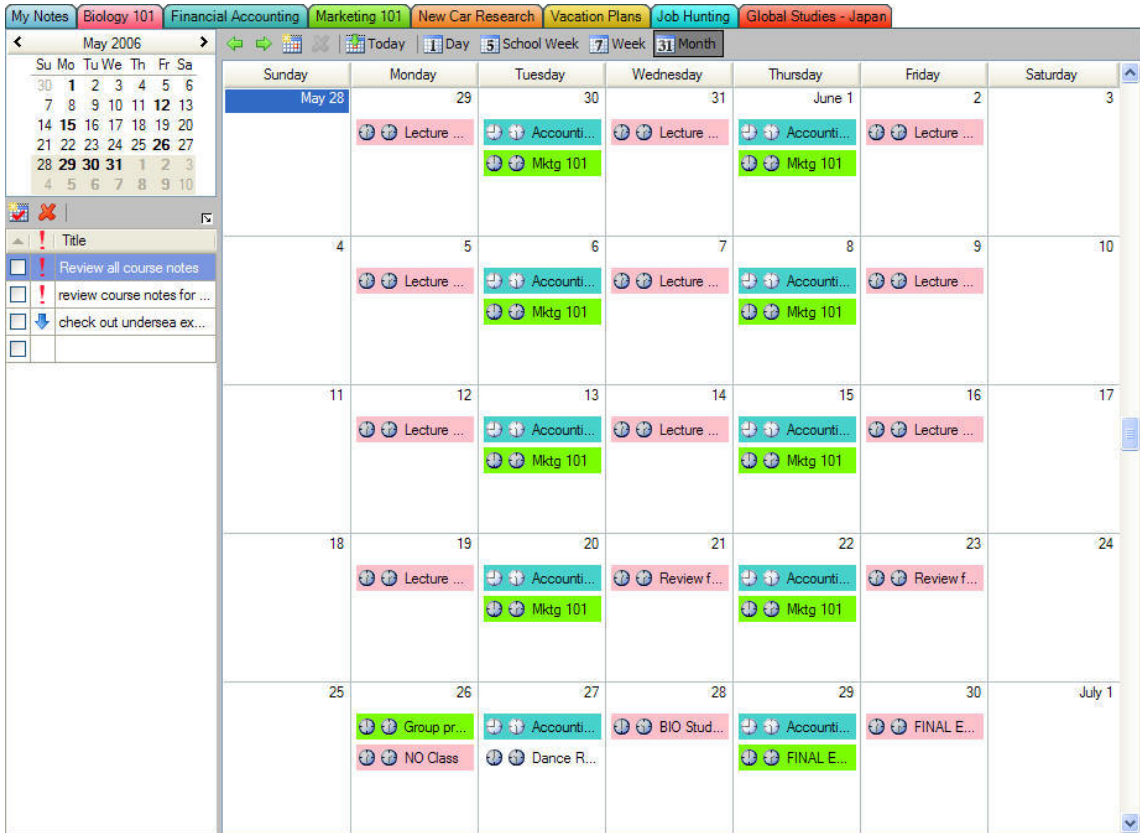 My Notes Biology 101 Financial Accounting Marketing 101 New Car Research Vacation Plans Job Hunting Global Studies - Japan
May 2006
Today 1 Day 5 School Week 7 Week 31 Month
Su Mo Tu We Th Fr Sa
30 1 2 3 4 5 6
7 8 9 10 11 12 13
14 15 16 17 18 19 20
21 22 23 24 25 26 27
28 29 30 31 1 2 3
4 5 6 7 8 9 10
! Title
! Review all course notes
! review course notes for ...
check out undersea ex...
Sunday Monday Tuesday Wednesday Thursday Friday Saturday
May 28 29 30 31 June 1 2 3
Lecture ... Accounti... Lecture ... Accounti... Lecture ...
Mktg 101 Mktg 101
4 5 6 7 8 9 10
Lecture ... Accounti... Lecture ... Accounti... Lecture ...
Mktg 101 Mktg 101
11 12 13 14 15 16 17
Lecture ... Accounti... Lecture ... Accounti... Lecture ...
Mktg 101 Mktg 101
18 19 20 21 22 23 24
Lecture ... Accounti... Review f... Accounti... Review f...
Mktg 101 Mktg 101
25 26 27 28 29 30 July 1
Group pr... Accounti... BIO Stud... Accounti... FINAL E...
NO Class Dance R... FINAL E...